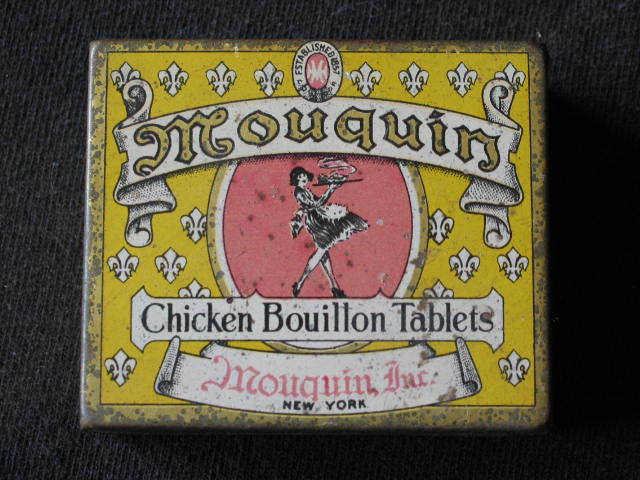 ESTABLISHED 1857
Mouquin
Chicken Bouillon Tablets
Mouquin, Inc.
NEW YORK